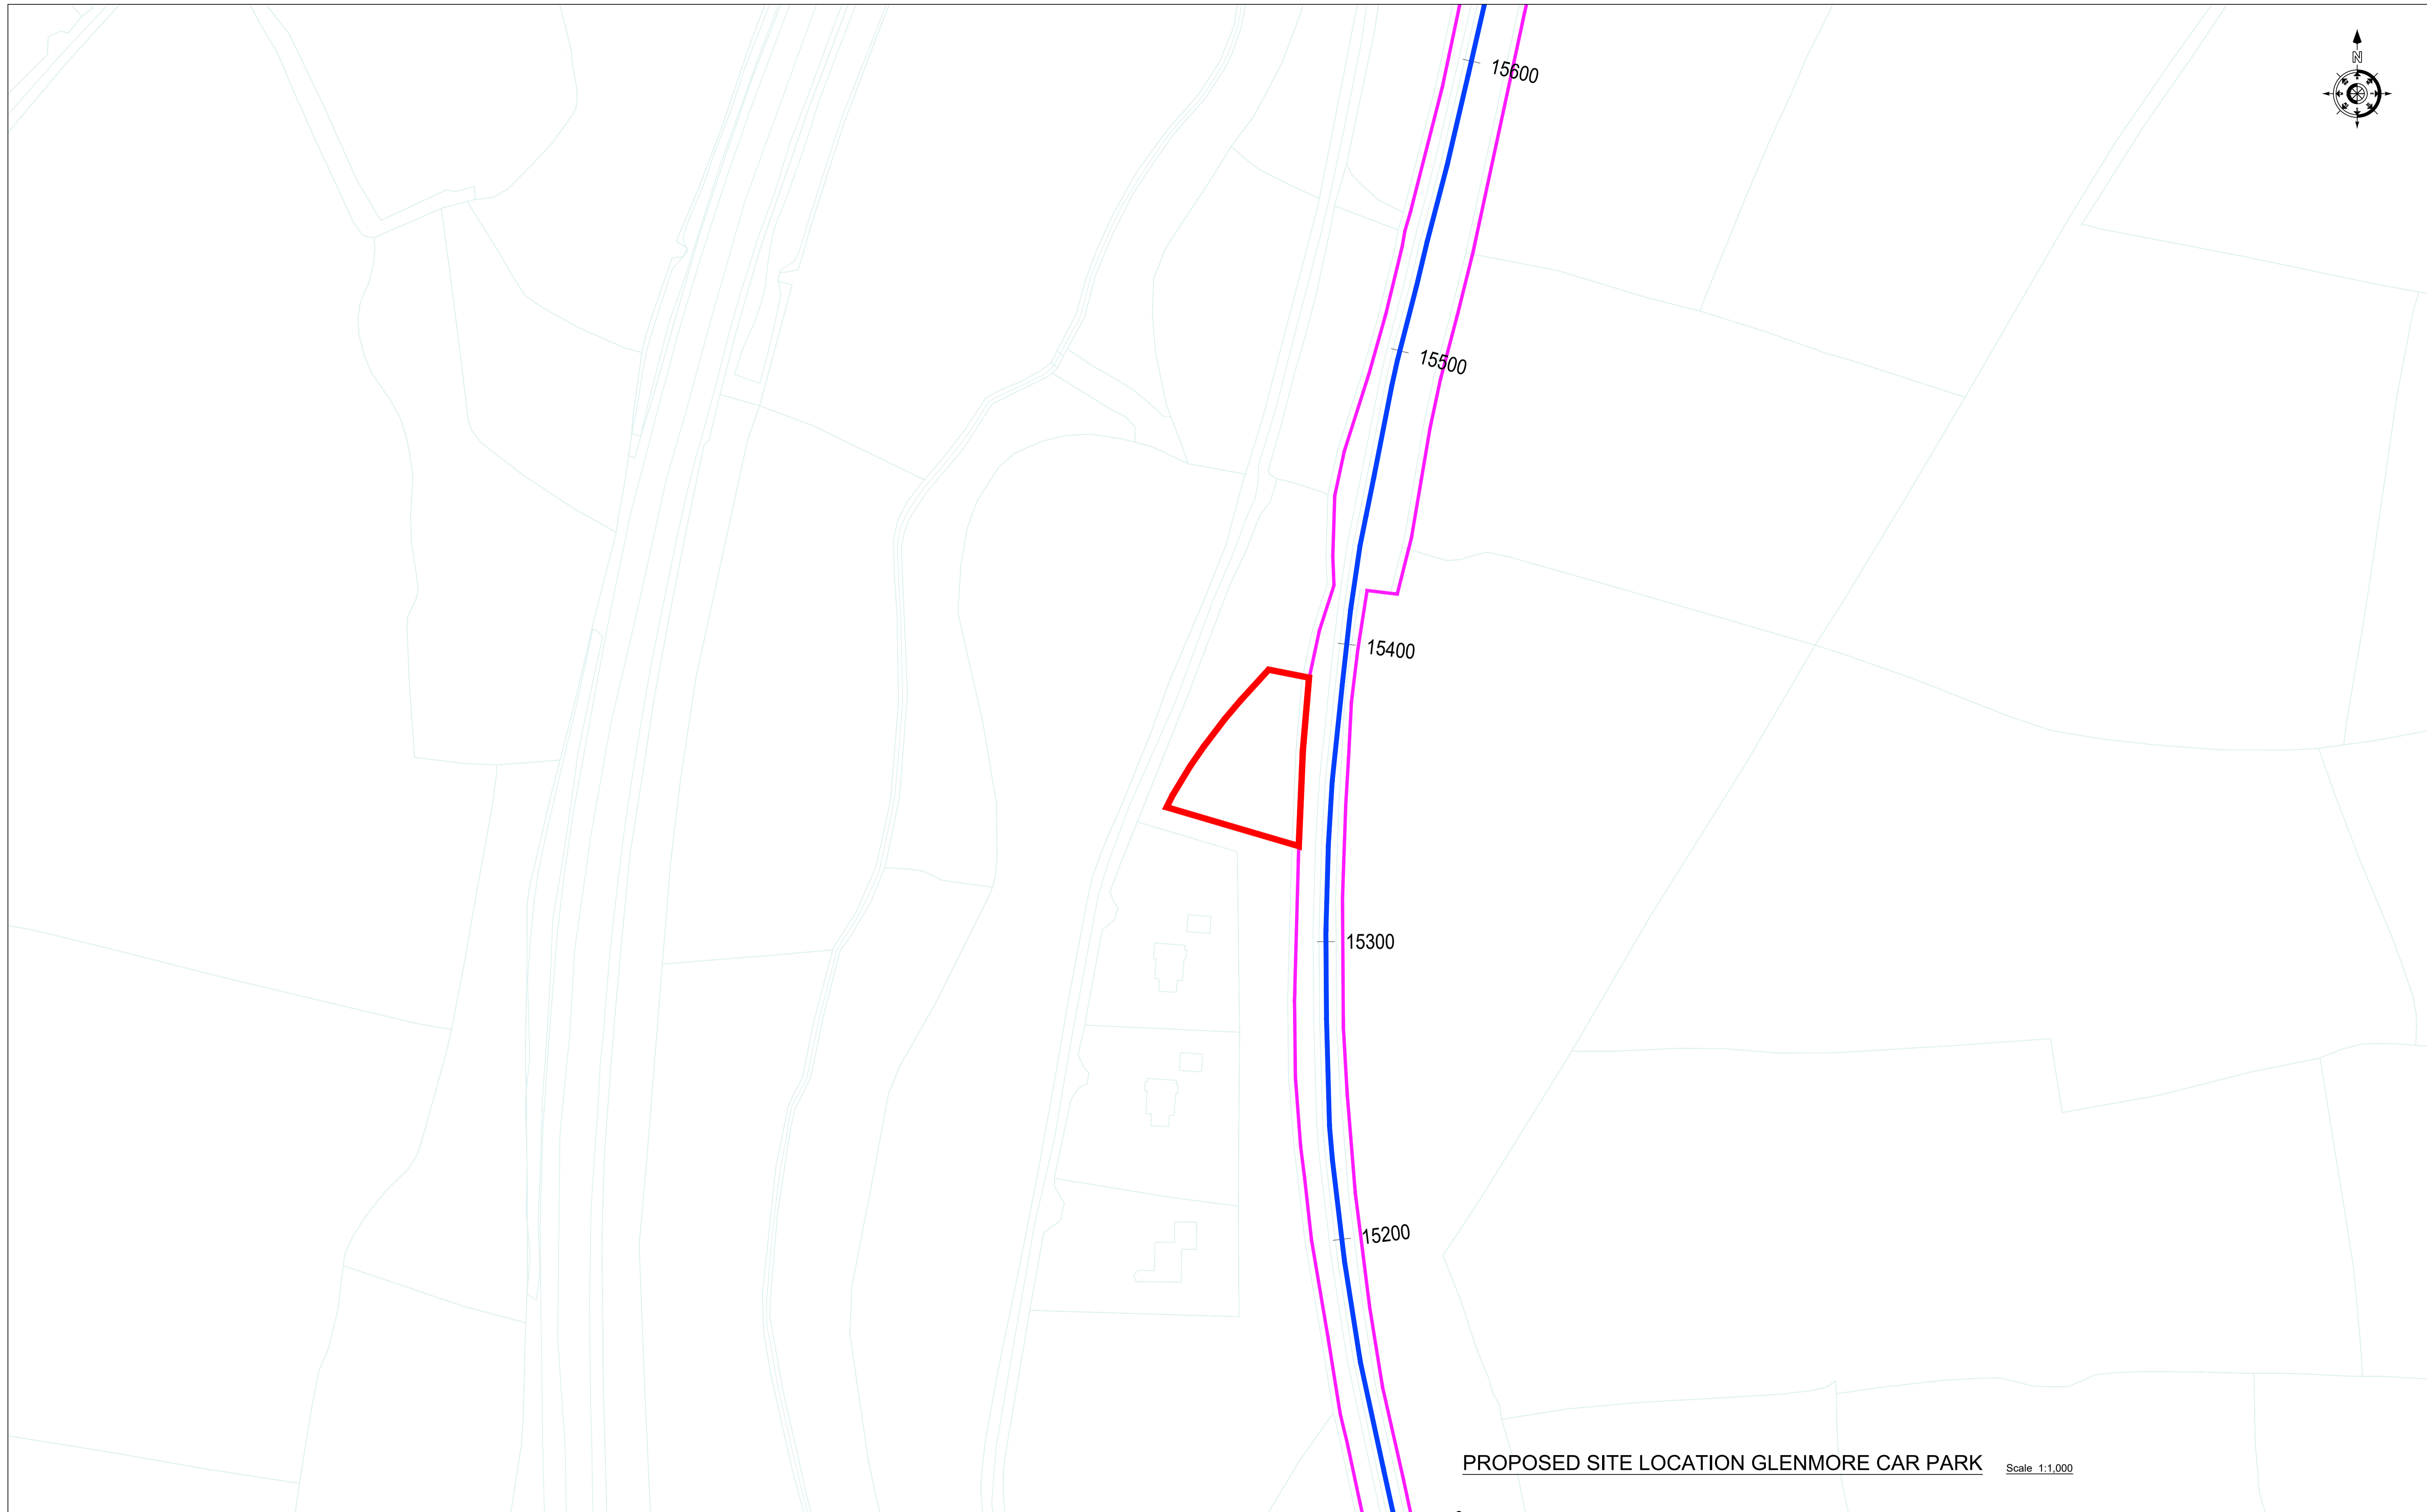 N
15600
15500
15400
15300
15200
PROPOSED SITE LOCATION GLENMORE CAR PARK Scale 1:1,000